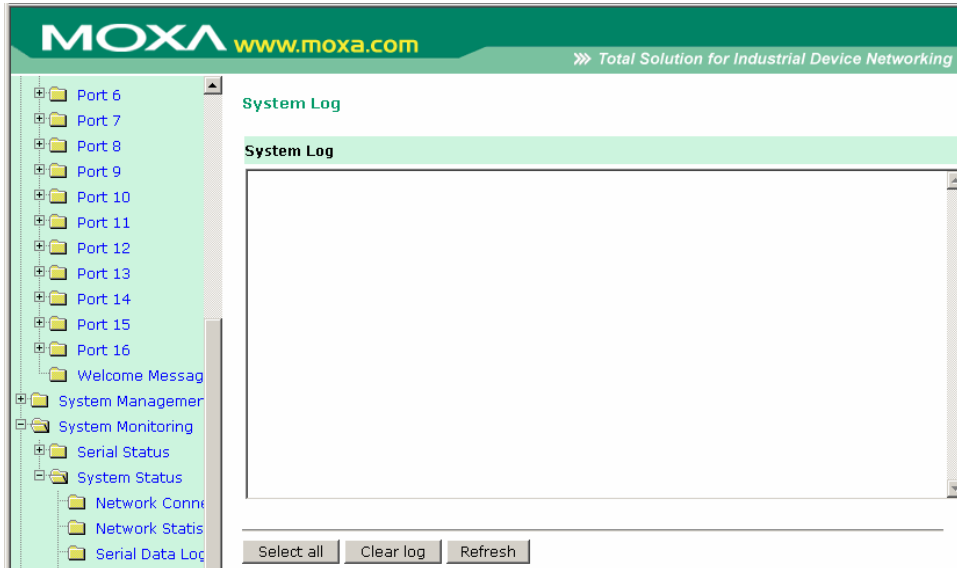 MOXA www.moxa.com
Total Solution for Industrial Device Networking
Port 6
Port 7
Port 8
Port 9
Port 10
Port 11
Port 12
Port 13
Port 14
Port 15
Port 16
Welcome Messag
System Managemer
System Monitoring
Serial Status
System Status
Network Conne
Network Statis
Serial Data Log
System Log
System Log
Select all Clear log Refresh